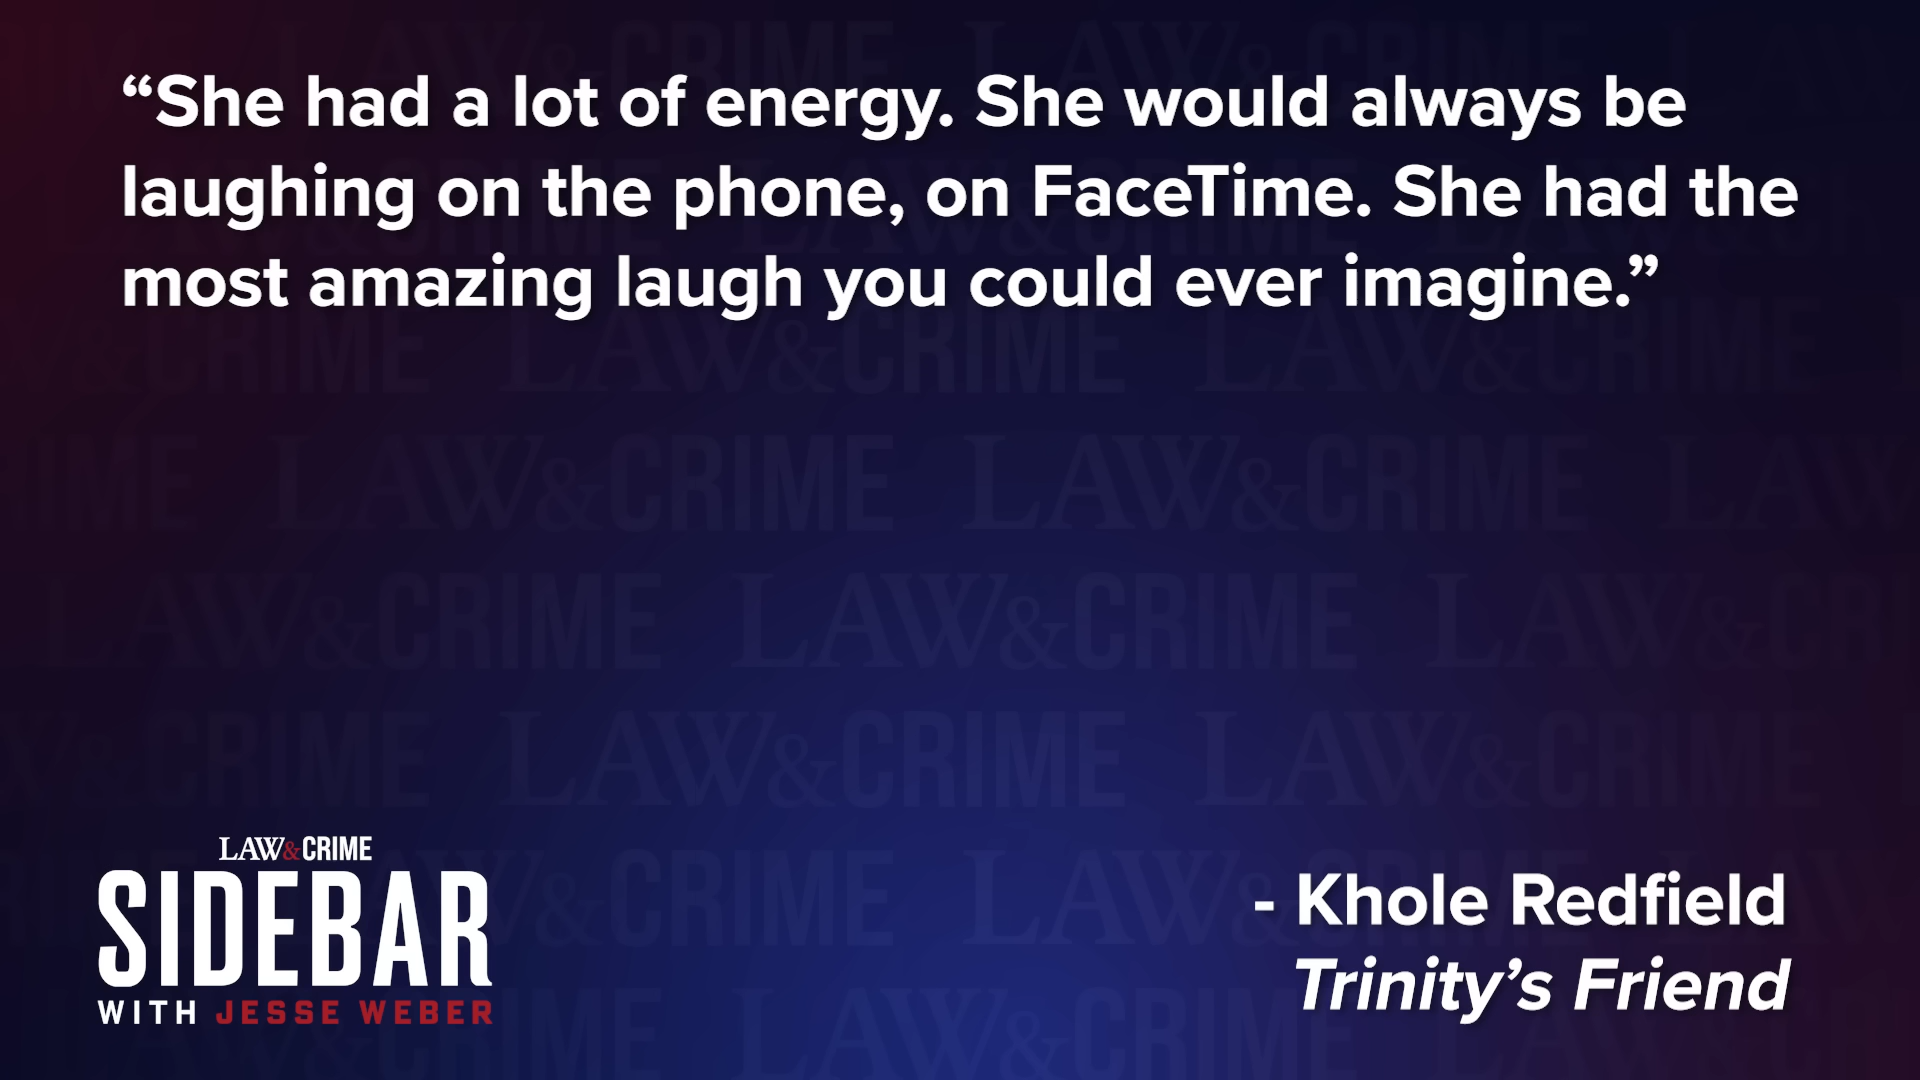 “She had a lot of energy. She would always be
laughing on the phone, on FaceTime. She had the
most amazing laugh you could ever imagine.”
LAW&CRIME
SIDEBAR
WITH JESSE WEBER
- Khole Redfield
Trinity’s Friend